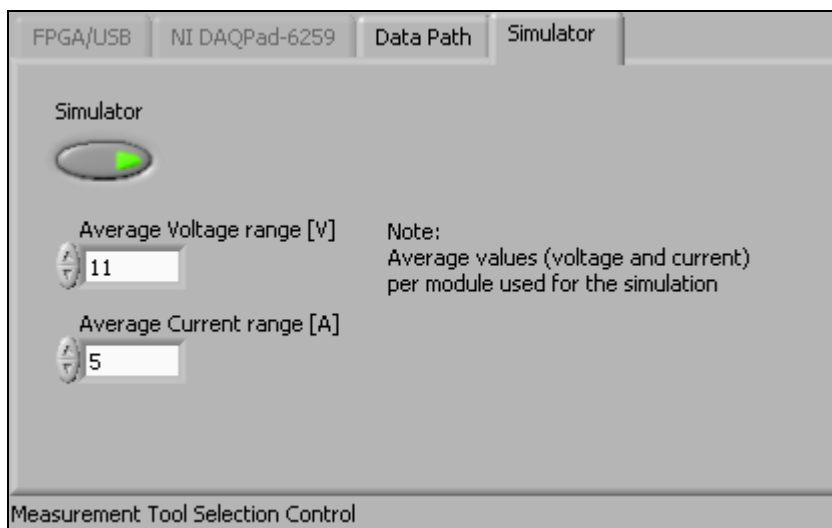 FPGA/USB NI DAQPad-6259 Data Path Simulator
Simulator
Average Voltage range [V]
11
Note:
Average values (voltage and current)
per module used for the simulation
Average Current range [A]
5
Measurement Tool Selection Control